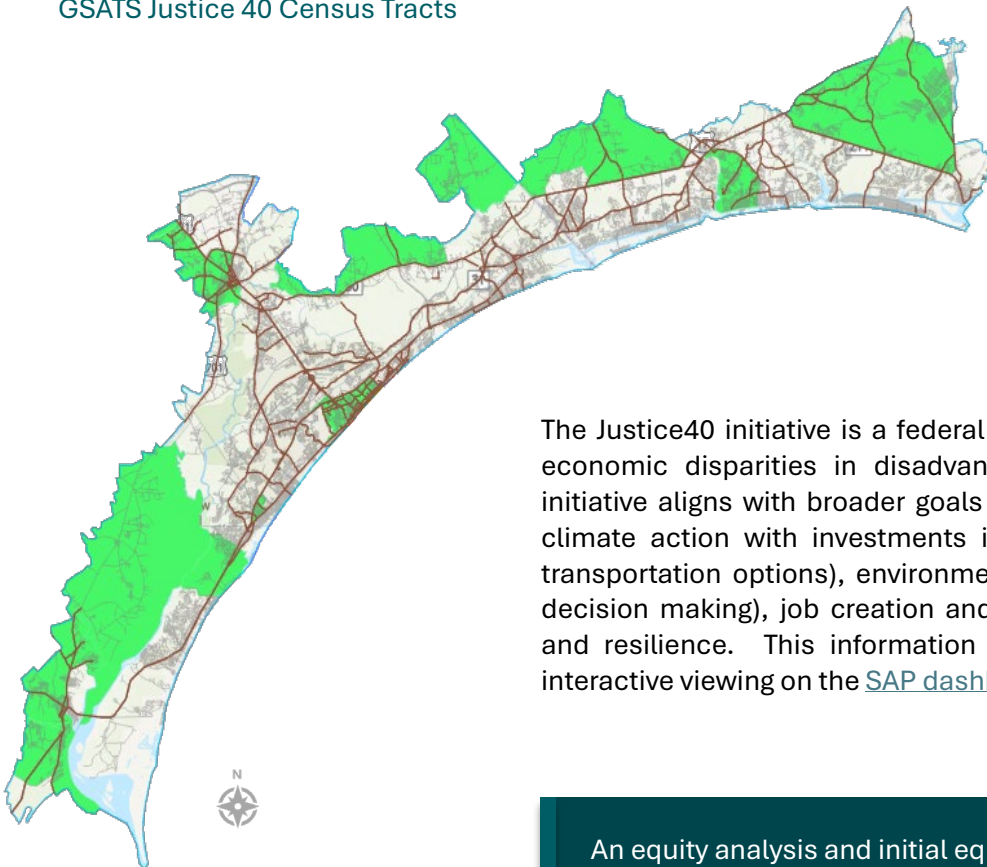 GSATS Justice 40 Census Tracts
701
The Justice40 initiative is a federal
economic disparities in disadvan
initiative aligns with broader goals
climate action with investments i
transportation options), environme
decision making), job creation and
and resilience. This information
interactive viewing on the SAP dash
N
An equity analysis and initial eq